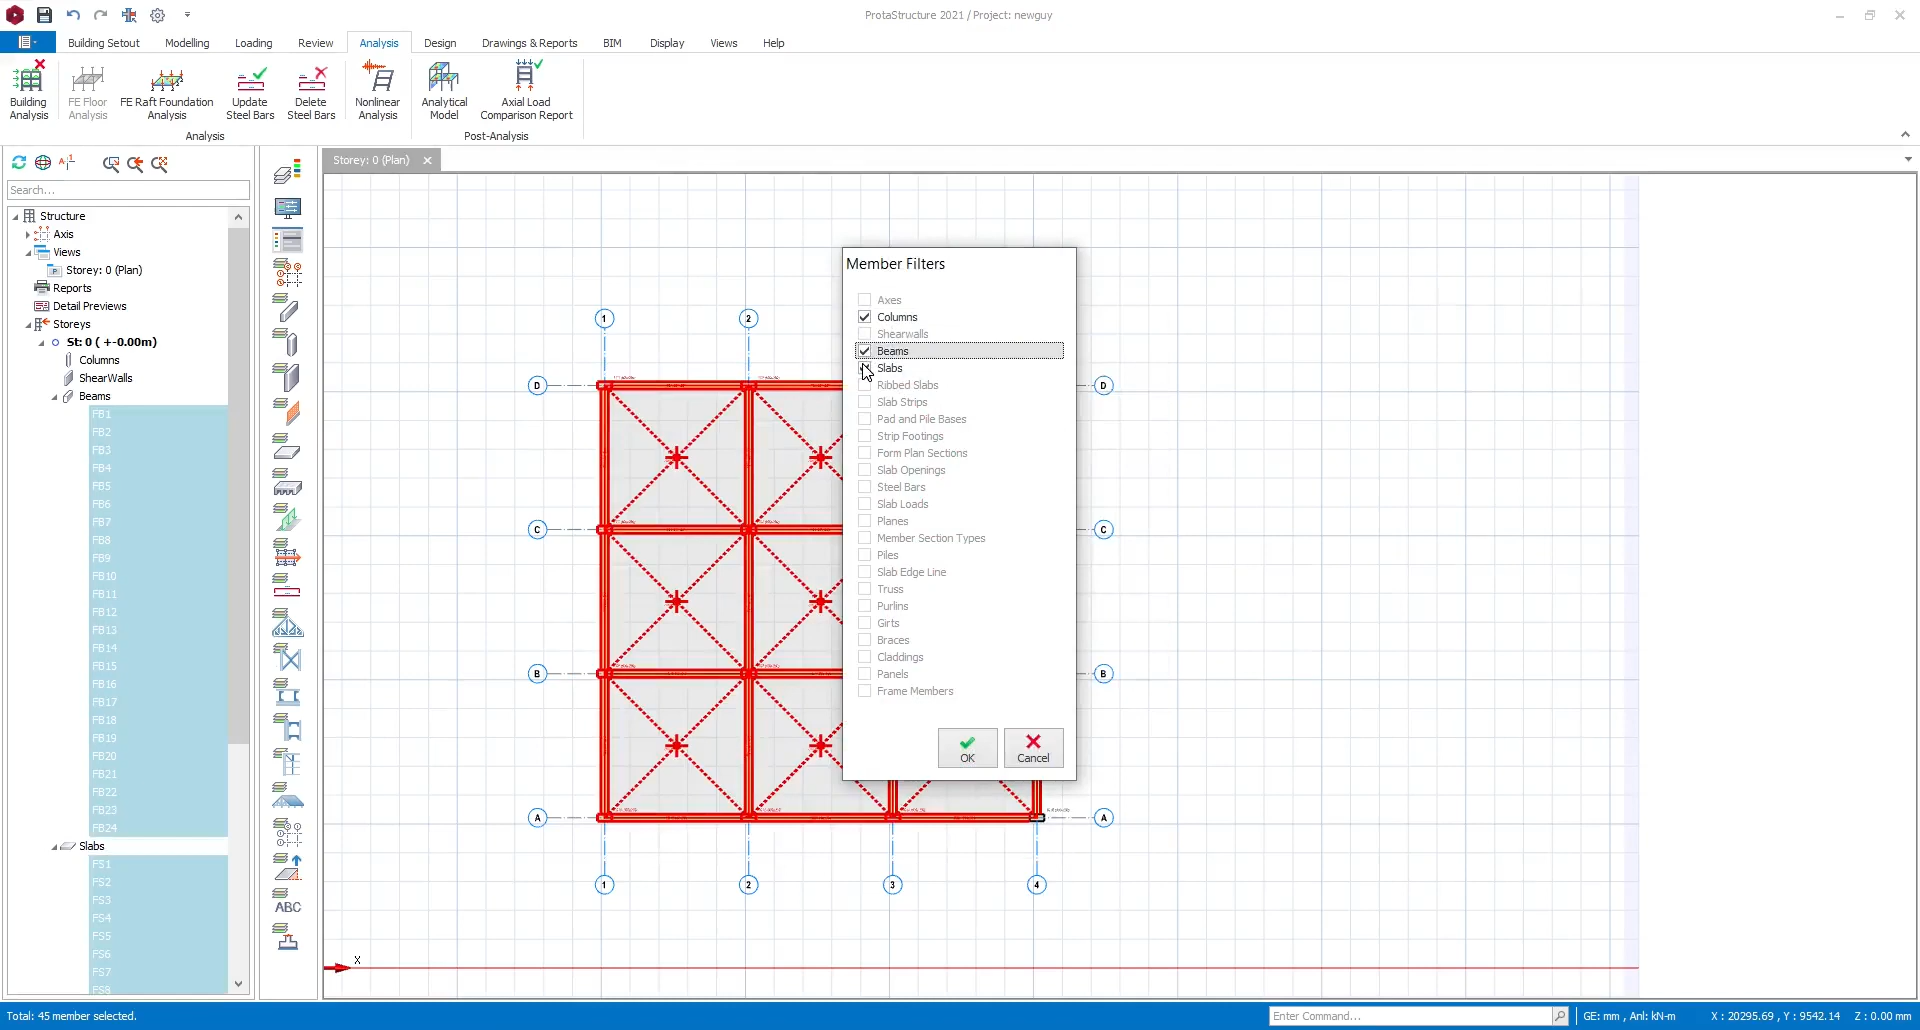 ProtaStructure 2021 / Project: newguy
Building Setout
Modelling
Loading
Review
Analysis
Design
Drawings & Reports
BIM
Display
Views
Help
Building
Analysis
FE Floor
Analysis
FE Raft Foundation
Analysis
Update
Steel Bars
Delete
Steel Bars
Nonlinear
Analysis
Analytical
Model
Axial Load
Comparison Report
Analysis
Post-Analysis
Search...
Structure
Axis
Views
Storey: 0 (Plan)
Reports
Detail Previews
Storeys
St: 0 ( +-0.00m)
Columns
ShearWalls
Beams
FB1
FB2
FB3
FB4
FB5
FB6
FB7
FB8
FB9
FB10
FB11
FB12
FB13
FB14
FB15
FB16
FB17
FB18
FB19
FB20
FB21
FB22
FB23
FB24
Slabs
FS1
FS2
FS3
FS4
FS5
FS6
FS7
FS8
ABC
Storey: 0 (Plan)
1
2
D
D
C
C
B
B
A
A
1
2
3
4
X
Member Filters
Axes
Columns
Shearwalls
Beams
Slabs
Ribbed Slabs
Slab Strips
Pad and Pile Bases
Strip Footings
Form Plan Sections
Slab Openings
Steel Bars
Slab Loads
Planes
Member Section Types
Piles
Slab Edge Line
Truss
Purlins
Girts
Braces
Claddings
Panels
Frame Members
OK
Cancel
Total: 45 member selected.
Enter Command...
GE: mm , Anl: kN-m
X : 20295.69 , Y : 9542.14
Z : 0.00 mm